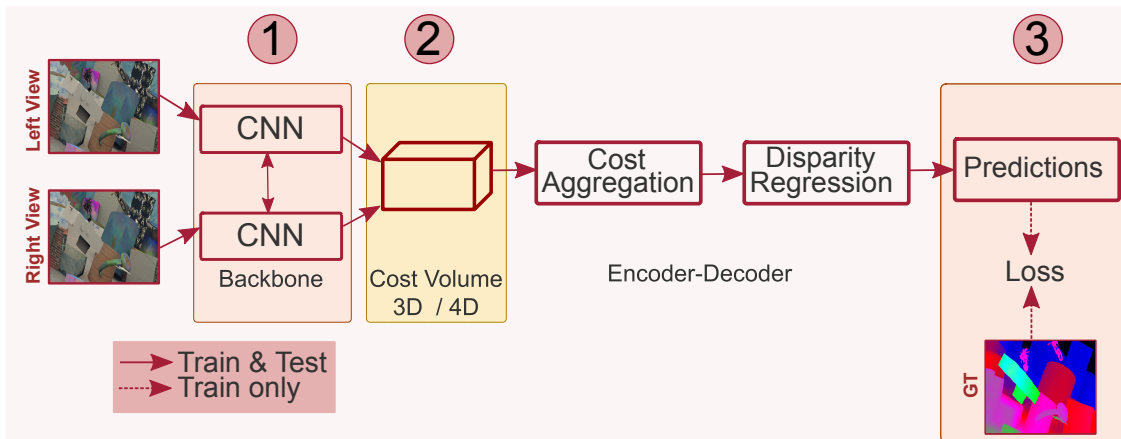 1
2
3
Left View
Right View
CNN
CNN
Backbone
Cost Volume
3D / 4D
Cost
Aggregation
Disparity
Regression
Encoder-Decoder
Predictions
Loss
GT
Train & Test
Train only